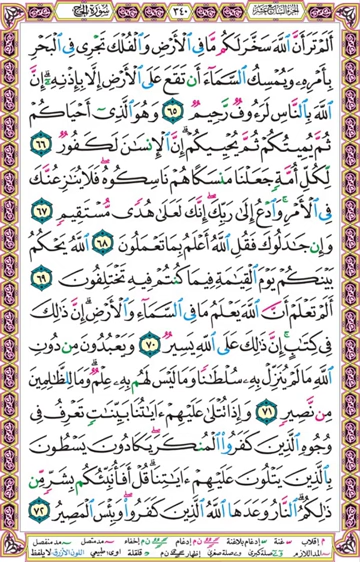 الجزء السابع عشر ٣٤٠ سورة الحج
أَلَمْ تَرَ أَنَّ ٱللَّهَ سَخَّرَ لَكُم مَّا فِى ٱلْأَرْضِ وَٱلْفُلْكَ تَجْرِى فِى ٱلْبَحْرِ
بِأَمْرِهِۦ وَيُمْسِكُ ٱلسَّمَآءَ أَن تَقَعَ عَلَى ٱلْأَرْضِ إِلَّا بِإِذْنِهِۦٓ ۗ إِنَّ
ٱللَّهَ بِٱلنَّاسِ لَرَءُوفٌ رَّحِيمٌ ٦٥ وَهُوَ ٱلَّذِىٓ أَحْيَاكُمْ
ثُمَّ يُمِيتُكُمْ ثُمَّ يُحْيِيكُمْ ۗ إِنَّ ٱلْإِنسَـٰنَ لَكَفُورٌ ٦٦
لِّكُلِّ أُمَّةٍ جَعَلْنَا مَنسَكًا هُمْ نَاسِكُوهُ ۖ فَلَا يُنَـٰزِعُنَّكَ
فِى ٱلْأَمْرِ ۚ وَٱدْعُ إِلَىٰ رَبِّكَ ۖ إِنَّكَ لَعَلَىٰ هُدًى مُّسْتَقِيمٍ ٦٧
وَإِن جَـٰدَلُوكَ فَقُلِ ٱللَّهُ أَعْلَمُ بِمَا تَعْمَلُونَ ٦٨ ٱللَّهُ يَحْكُمُ
بَيْنَكُمْ يَوْمَ ٱلْقِيَـٰمَةِ فِيمَا كُنتُمْ فِيهِ تَخْتَلِفُونَ ٦٩
أَلَمْ تَعْلَمْ أَنَّ ٱللَّهَ يَعْلَمُ مَا فِى ٱلسَّمَآءِ وَٱلْأَرْضِ ۗ إِنَّ ذَٰلِكَ
فِى كِتَـٰبٍ ۚ إِنَّ ذَٰلِكَ عَلَى ٱللَّهِ يَسِيرٌ ٧٠ وَيَعْبُدُونَ مِن دُونِ
ٱللَّهِ مَا لَمْ يُنَزِّلْ بِهِۦ سُلْطَـٰنًا وَمَا لَيْسَ لَهُم بِهِۦ عِلْمٌ ۗ وَمَا لِلظَّـٰلِمِينَ
مِن نَّصِيرٍ ٧١ وَإِذَا تُتْلَىٰ عَلَيْهِمْ ءَايَـٰتُنَا بَيِّنَـٰتٍ تَعْرِفُ فِى
وُجُوهِ ٱلَّذِينَ كَفَرُوا۟ ٱلْمُنكَرَ ۖ يَكَادُونَ يَسْطُونَ
بِٱلَّذِينَ يَتْلُونَ عَلَيْهِمْ ءَايَـٰتِنَا ۗ قُلْ أَفَأُنَبِّئُكُم بِشَرٍّ مِّن
ذَٰلِكُمُ ۗ ٱلنَّارُ وَعَدَهَا ٱللَّهُ ٱلَّذِينَ كَفَرُوا۟ ۖ وَبِئْسَ ٱلْمَصِيرُ ٧٢